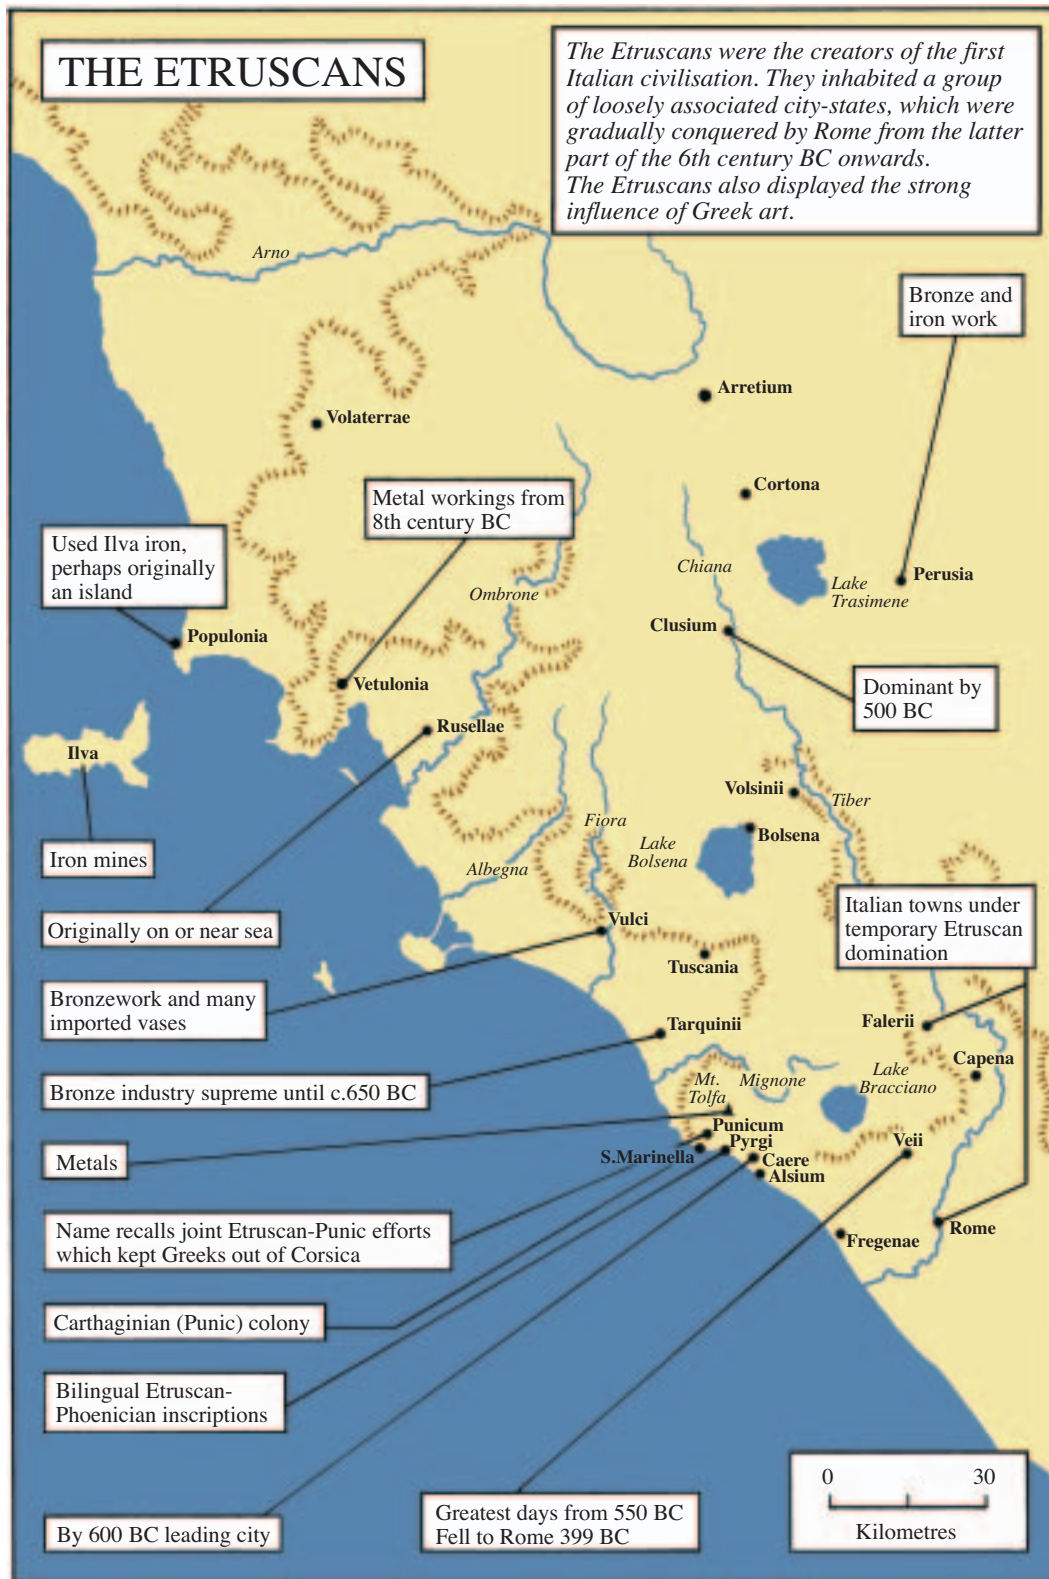 THE ETRUSCANS
The Etruscans were the creators of the first
Italian civilisation. They inhabited a group
of loosely associated city-states, which were
gradually conquered by Rome from the latter
part of the 6th century BC onwards.
The Etruscans also displayed the strong
influence of Greek art.
Arno
Bronze and
iron work
Arretium
Volaterrae
Cortona
Metal workings from
8th century BC
Used Ilva iron,
perhaps originally
an island
Chiana
Lake
Trasimene
Perusia
Ombrone
Populonia
Clusium
Vetulonia
Dominant by
500 BC
Rusellae
Ilva
Volsinii
Tiber
Fiora
Lake
Bolsena
Bolsena
Iron mines
Albegna
Italian towns under
temporary Etruscan
domination
Originally on or near sea
Vulci
Tuscania
Bronzework and many
imported vases
Tarquinii
Falerii
Capena
Bronze industry supreme until c.650 BC
Mt.
Tolfa
Mignone
Lake
Bracciano
Punicum
Pyrgi
Veii
Metals
S.Marinella
Caere
Alsium
Name recalls joint Etruscan-Punic efforts
which kept Greeks out of Corsica
Fregenae
Rome
Carthaginian (Punic) colony
Bilingual Etruscan-
Phoenician inscriptions
By 600 BC leading city
Greatest days from 550 BC
Fell to Rome 399 BC
0 30
Kilometres